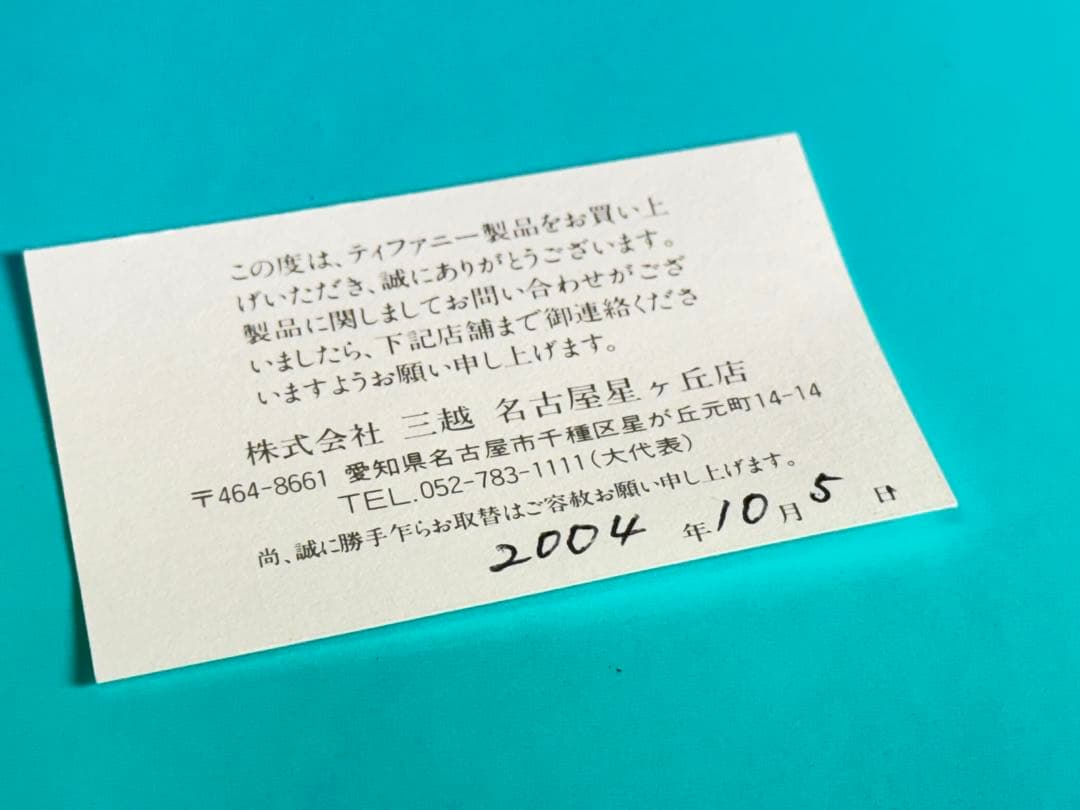 この度は、ティファニー製品をお買い上
げいただき、誠にありがとうございます。
製品に関しましてお問い合わせがござ
いましたら、下記店舗まで御連絡くださ
いますようお願い申し上げます。
株式会社 三越 名古屋星ヶ丘店
〒464-8661 愛知県名古屋市千種区星が丘元町14-14
TEL.052-783-1111(大代表)
尚、誠に勝手乍らお取替はご容赦お願い申し上げます。
2004 年 10 月 5 日